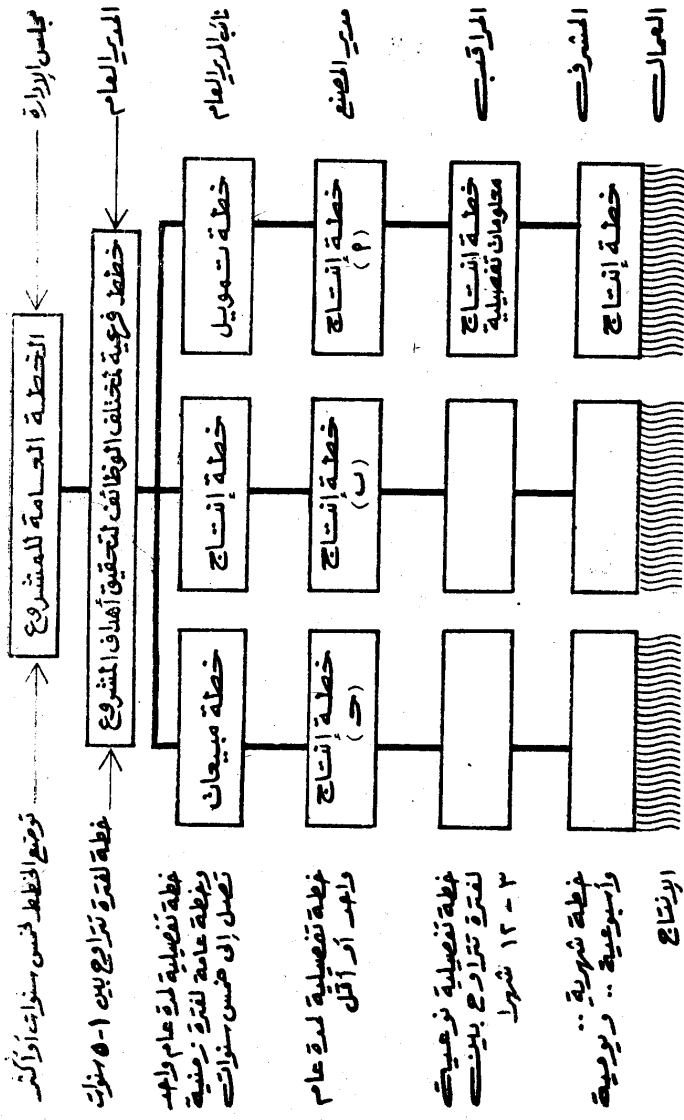 مجلس الإدارة
الخطة العامة للمشروع
توضع الخطط لخمس سنوات أو أكثر
المدير العام
خطط فرعية لمختلف الوظائف لتحقيق أهداف المشروع
خطة لفترة تتراوح بين ١-٥ سنوات
نائب المدير العام
خطة تمويل
خطة إنتاج
خطة مبيعات
خطة تفصيلية لمدة عام واحد
وخطة عامة لفترة زمنية
تصل إلى خمس سنوات
مدير المصنع
خطة إنتاج
(م)
خطة إنتاج
(ب)
خطة إنتاج
(حـ)
خطة تفصيلية لمدة عام
واحد أو أقل
المراقب
خطة إنتاج
معلومات تفصيلية
خطة تفصيلية نوعية
لفترة تتراوح بين
٣ - ١٢ شهرا
المشرف
خطة إنتاج
خطة شهرية ..
وأسبوعية .. ويومية
العمال
الإنتاج